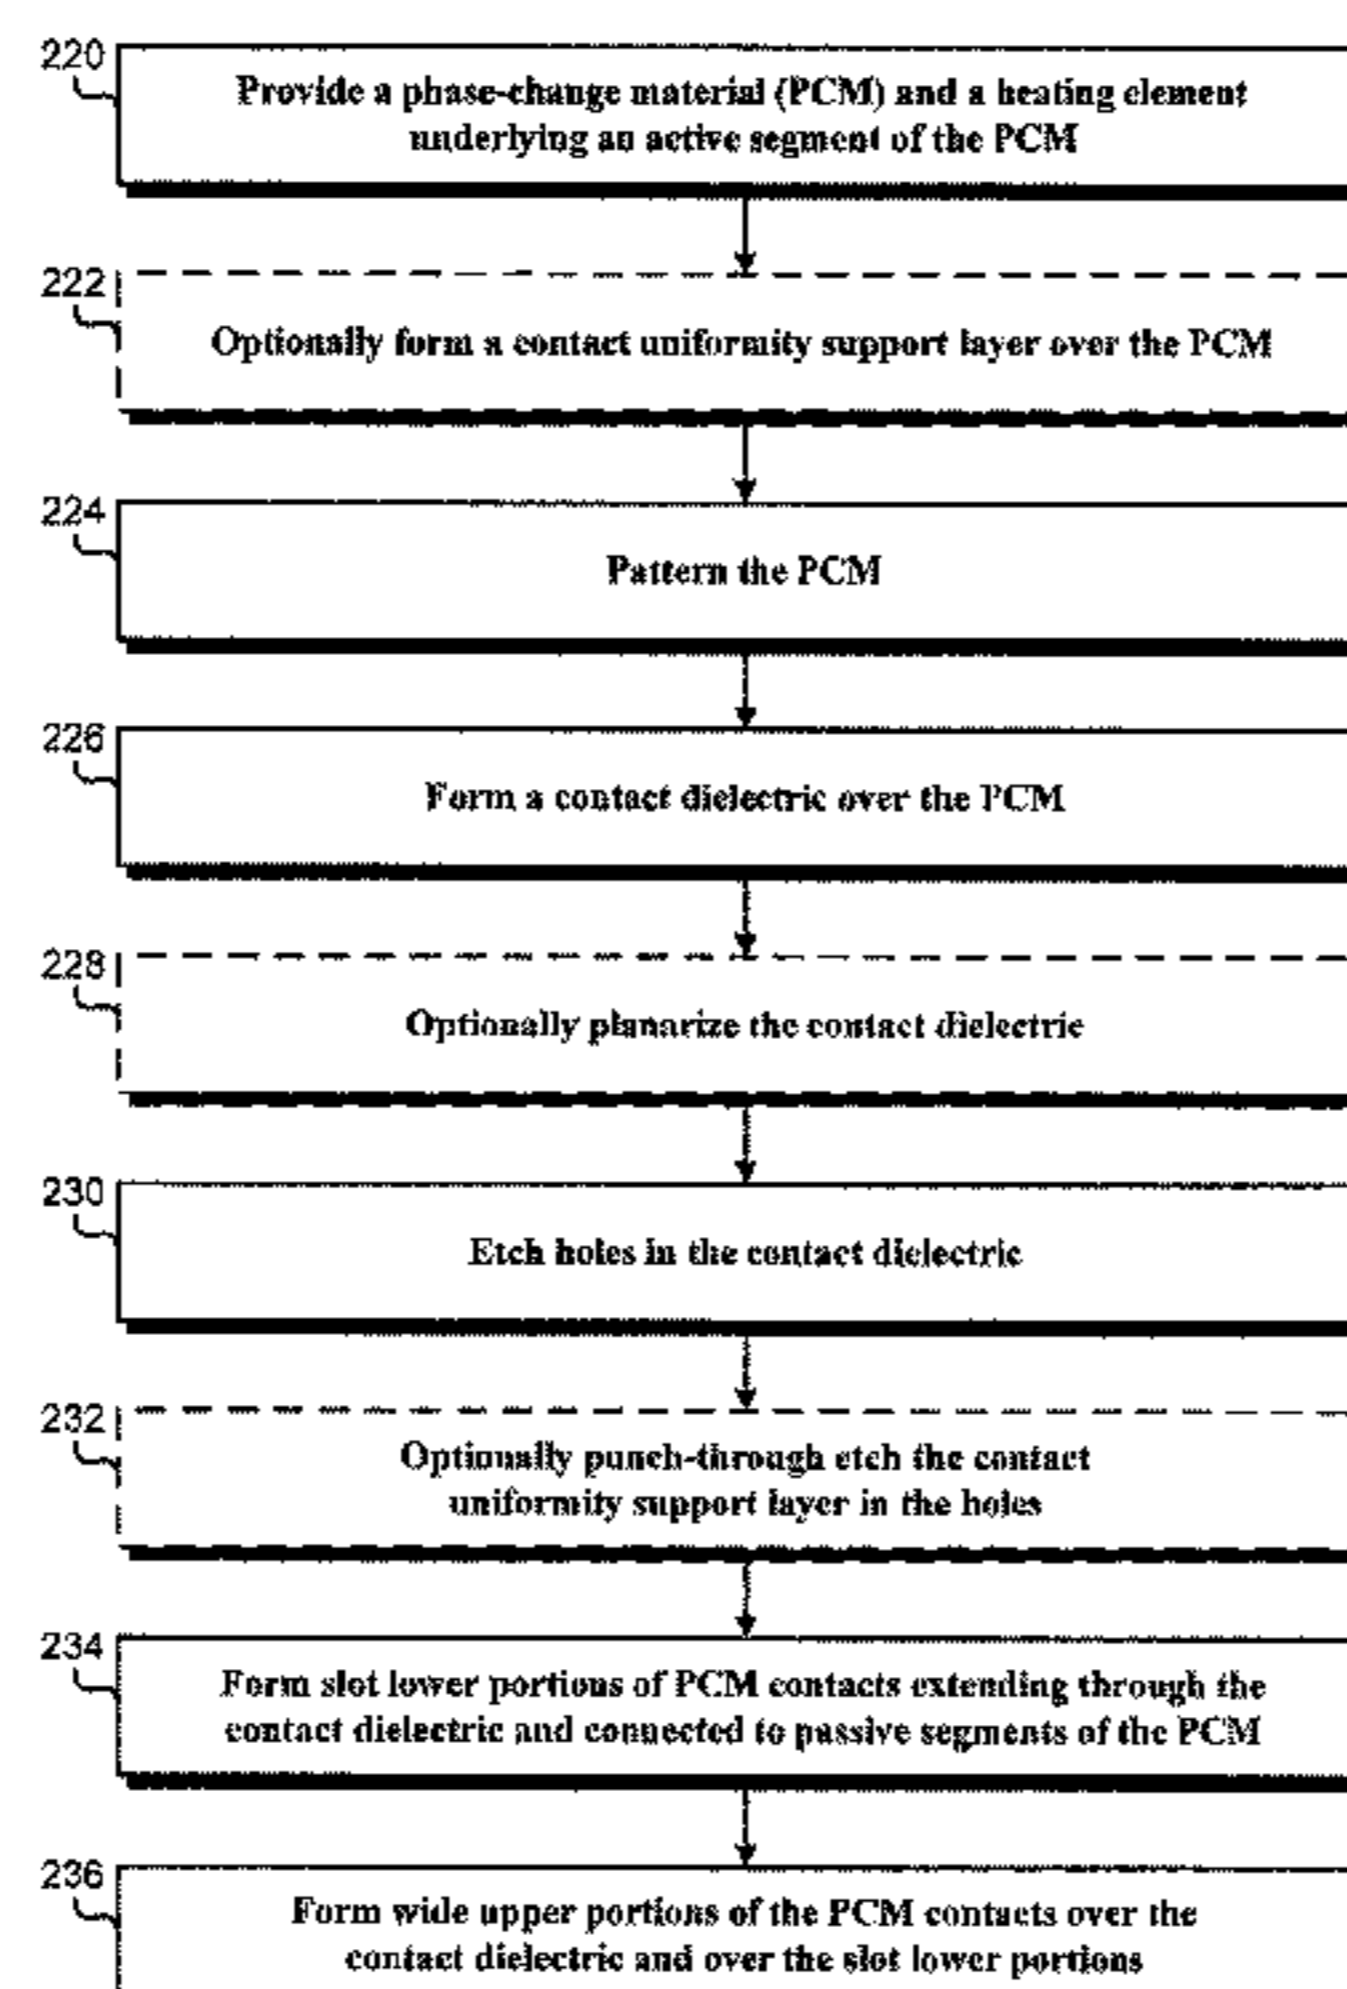 220
Provide a phase-change material (PCM) and a heating element
underlying an active segment of the PCM
222
Optionally form a contact uniformity support layer over the PCM
224
Pattern the PCM
226
Form a contact dielectric over the PCM
228
Optionally planarize the contact dielectric
230
Etch holes in the contact dielectric
232
Optionally punch-through etch the contact
uniformity support layer in the holes
234
Form slot lower portions of PCM contacts extending through the
contact dielectric and connected to passive segments of the PCM
236
Form wide upper portions of the PCM contacts over the
contact dielectric and over the slot lower portions